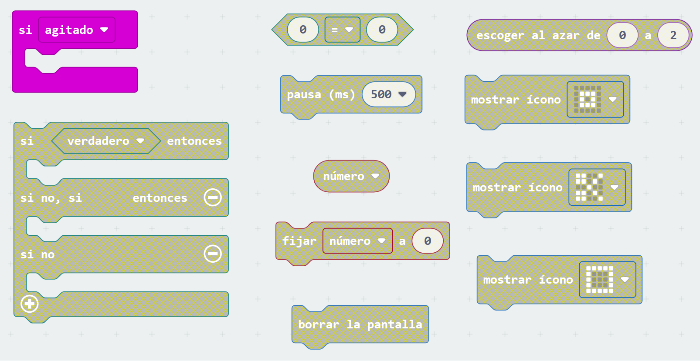 si agitado
0 = 0
escoger al azar de 0 a 2
pausa (ms) 500
mostrar ícono
si verdadero entonces
si no, si entonces
si no
número
mostrar ícono
fijar número a 0
mostrar ícono
borrar la pantalla